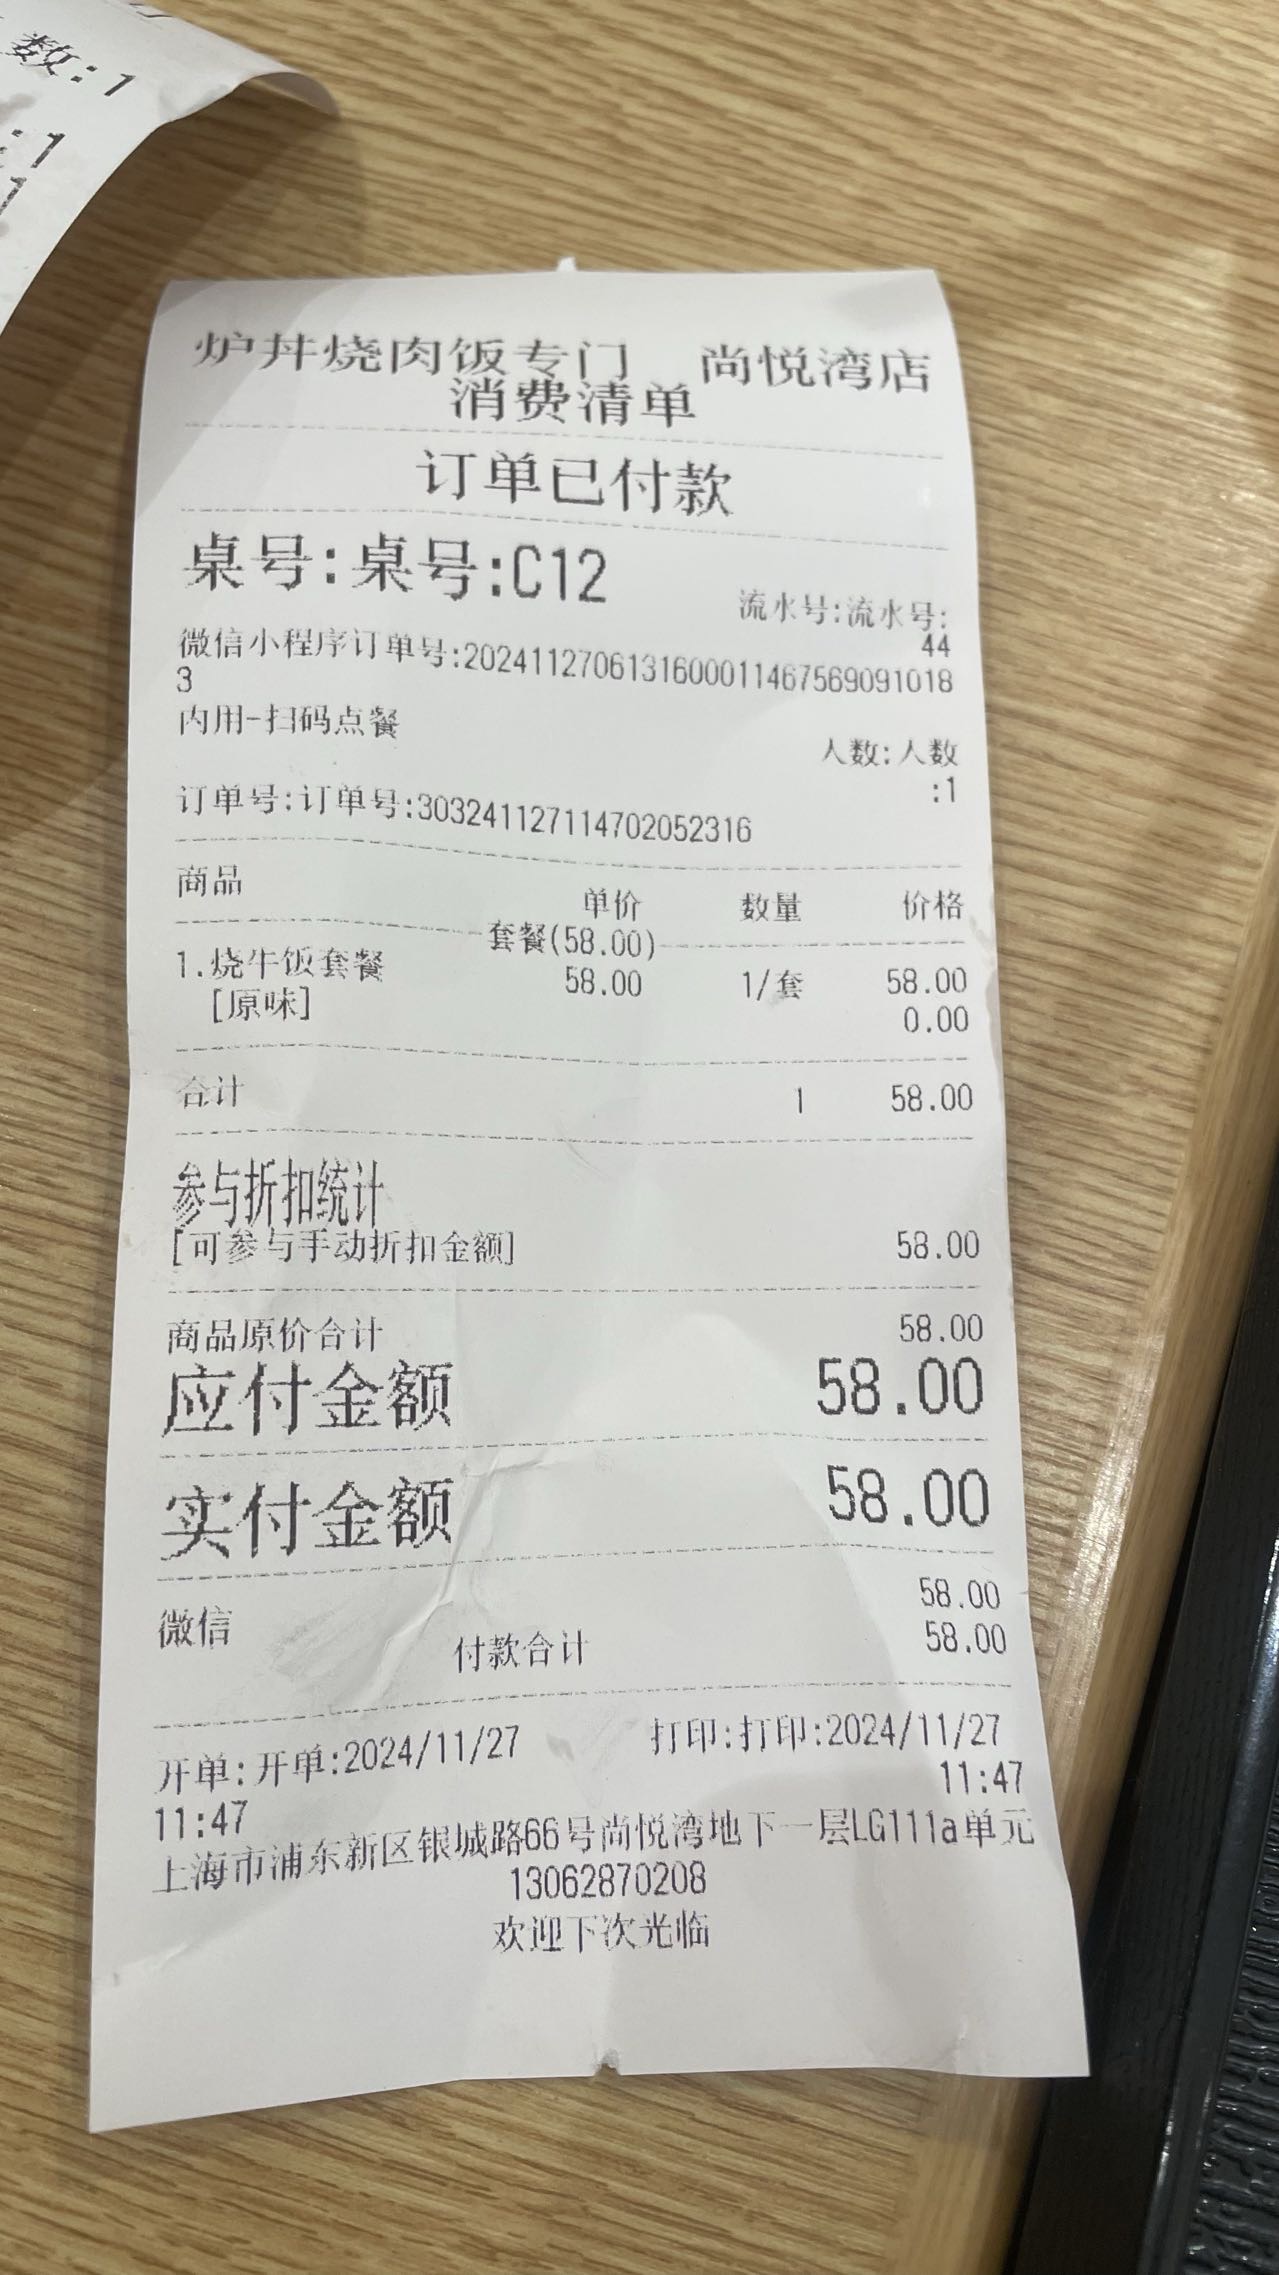 数:1
:1
1
炉丼烧肉饭专门 尚悦湾店
消费清单
订单已付款
桌号:桌号:C12
流水号:流水号:
44
微信小程序订单号:2024112706131600011467569091018
3
内用-扫码点餐
人数:人数
:1
订单号:订单号:303241127114702052316
商品 单价 数量 价格
套餐(58.00)
1.烧牛饭套餐 58.00 1/套 58.00
[原味] 0.00
合计 1 58.00
参与折扣统计
[可参与手动折扣金额] 58.00
商品原价合计 58.00
应付金额 58.00
实付金额 58.00
微信 58.00
付款合计 58.00
开单:开单:2024/11/27 打印:打印:2024/11/27
11:47 11:47
上海市浦东新区银城路66号尚悦湾地下一层LG111a单元
13062870208
欢迎下次光临